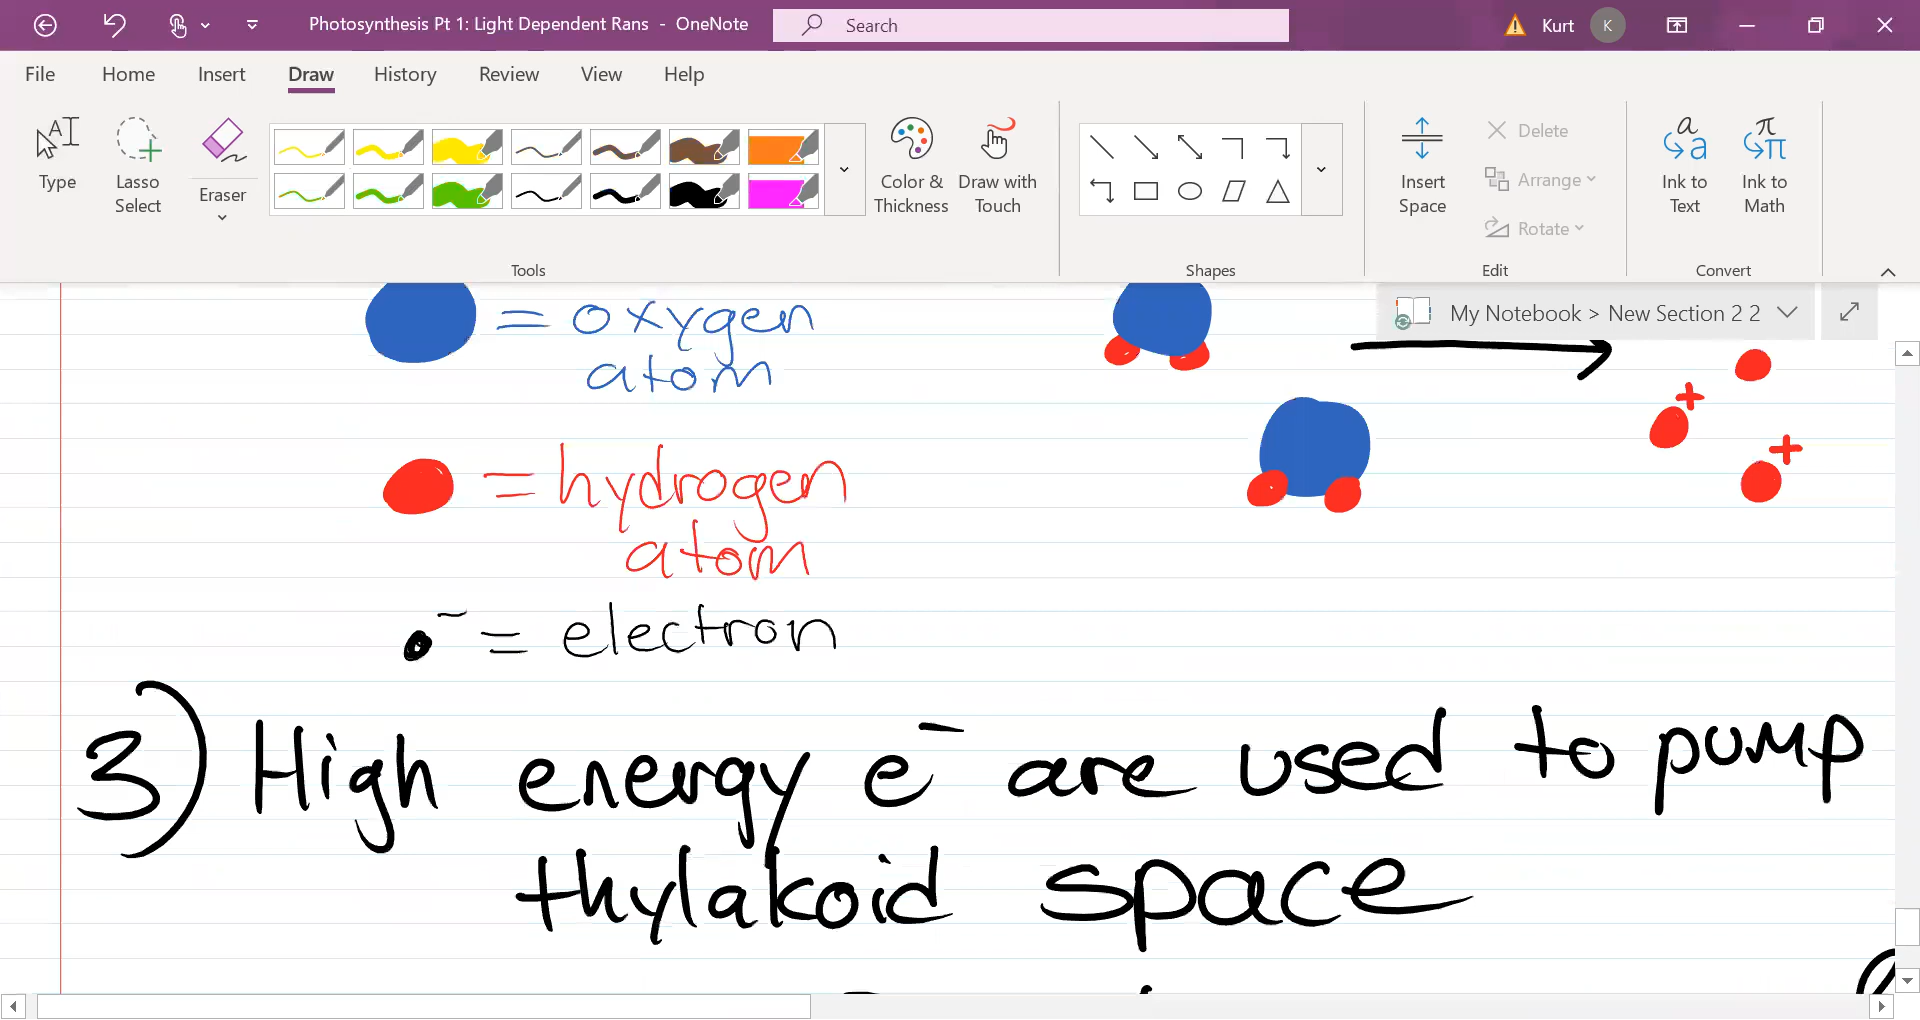 Photosynthesis Pt 1: Light Dependent Rxns - OneNote
Search
Kurt
K
File Home Insert Draw History Review View Help
Type
Lasso Select
Eraser
Color & Thickness
Draw with Touch
Insert Space
Delete
Arrange
Rotate
Ink to Text
Ink to Math
Tools
Shapes
Edit
Convert
My Notebook > New Section 2 2
= oxygen
atom
= hydrogen
atom
- = electron
+
+
3) High energy e- are used to pump
thylakoid space